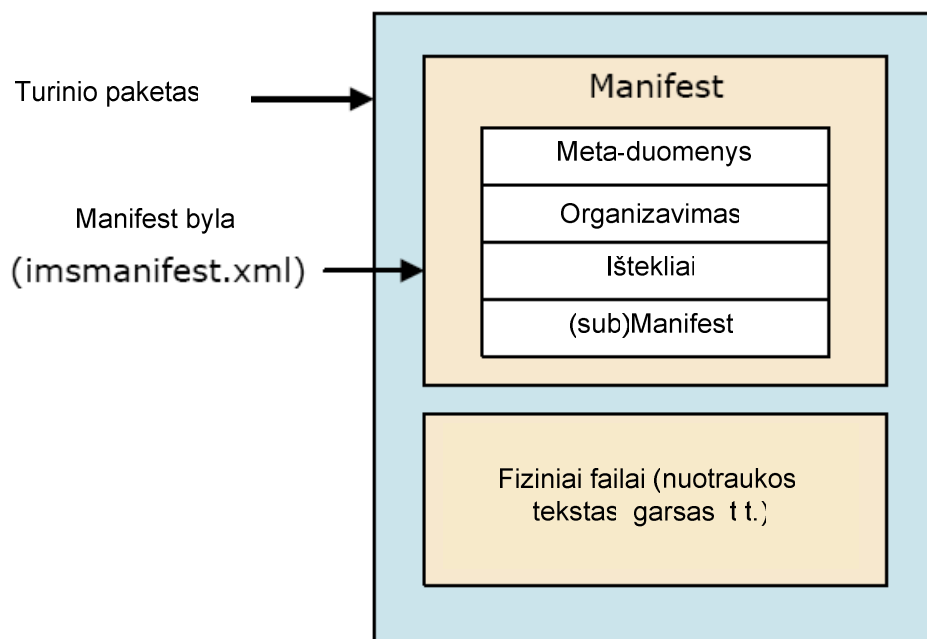 Turinio paketas
Manifest byla
(imsmanifest.xml)
Manifest
Meta-duomenys
Organizavimas
Ištekliai
(sub)Manifest
Fiziniai failai (nuotraukos
tekstas garsas t t.)